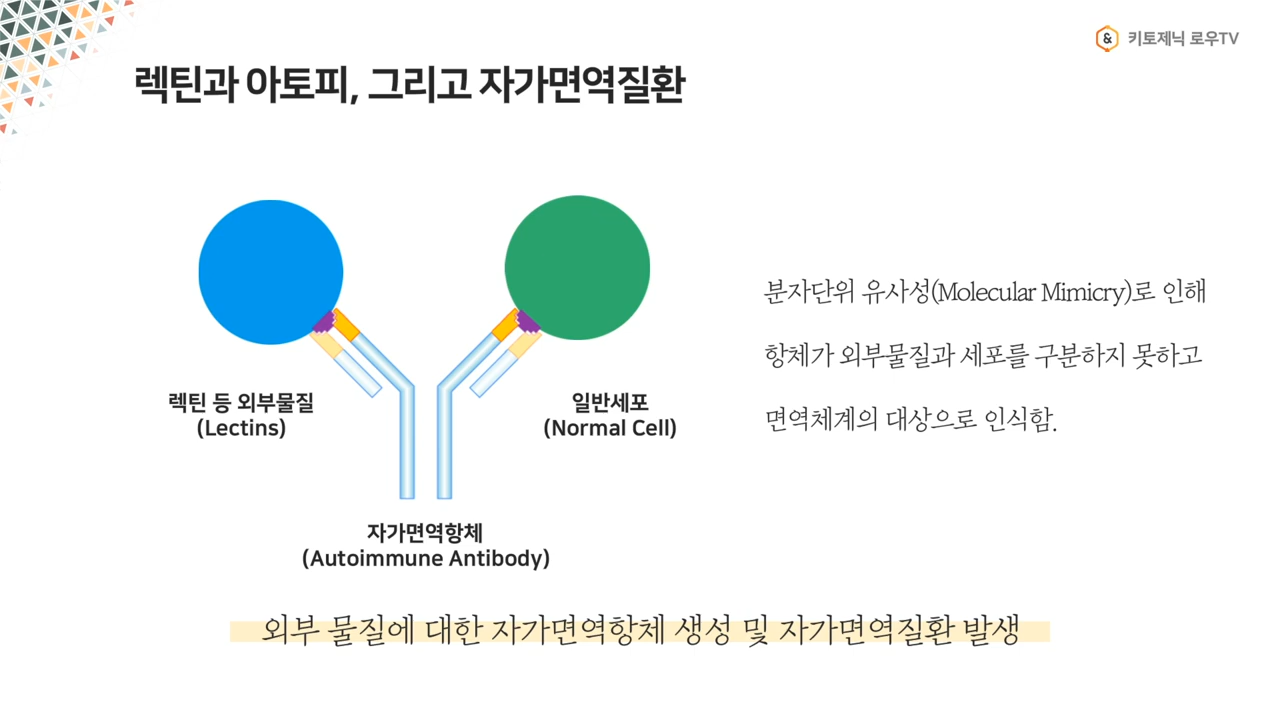 & 키토제닉 로우TV
렉틴과 아토피, 그리고 자가면역질환
렉틴 등 외부물질
(Lectins)
일반세포
(Normal Cell)
자가면역항체
(Autoimmune Antibody)
분자단위 유사성(Molecular Mimicry)로 인해
항체가 외부물질과 세포를 구분하지 못하고
면역체계의 대상으로 인식함.
외부 물질에 대한 자가면역항체 생성 및 자가면역질환 발생